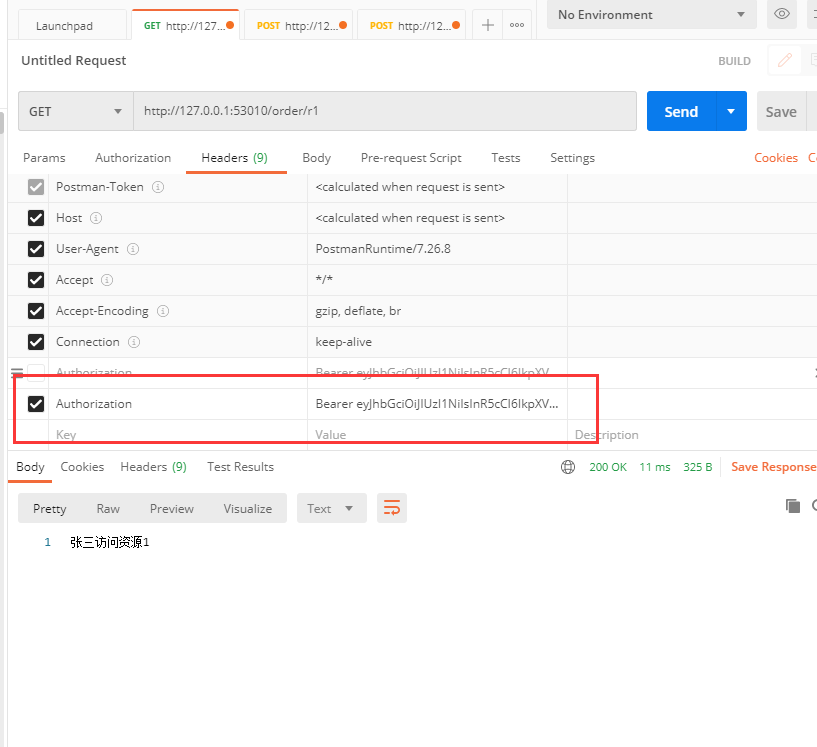 Launchpad
GET http://127...
POST http://12...
POST http://12...
No Environment
Untitled Request
BUILD
GET
http://127.0.0.1:53010/order/r1
Send
Save
Params
Authorization
Headers (9)
Body
Pre-request Script
Tests
Settings
Cookies
Postman-Token
<calculated when request is sent>
Host
<calculated when request is sent>
User-Agent
PostmanRuntime/7.26.8
Accept
*/*
Accept-Encoding
gzip, deflate, br
Connection
keep-alive
Authorization
Bearer eyJhbGciOiJIUzI1NiIsInR5cCI6IkpXV...
Authorization
Bearer eyJhbGciOiJIUzI1NiIsInR5cCI6IkpXV...
Key
Value
Description
Body
Cookies
Headers (9)
Test Results
200 OK
11 ms
325 B
Save Response
Pretty
Raw
Preview
Visualize
Text
1 张三访问资源1